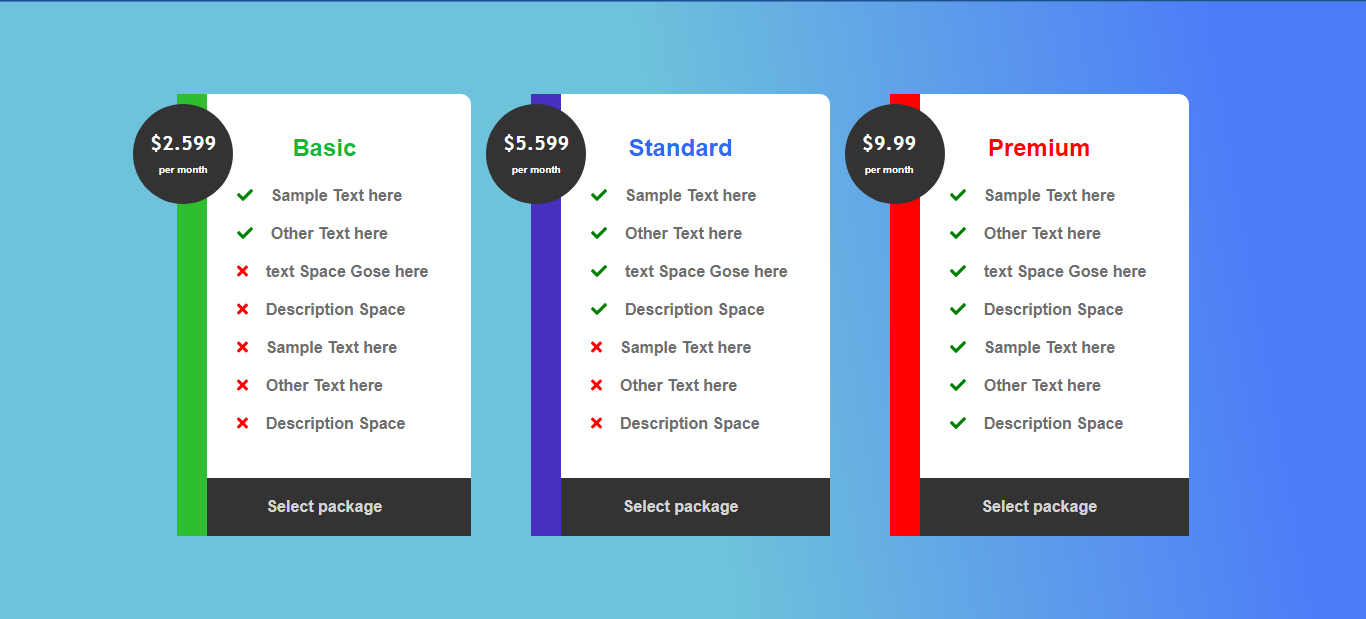 $2.599
per month
Basic
Sample Text here
Other Text here
text Space Gose here
Description Space
Sample Text here
Other Text here
Description Space
Select package
$5.599
per month
Standard
Sample Text here
Other Text here
text Space Gose here
Description Space
Sample Text here
Other Text here
Description Space
Select package
$9.99
per month
Premium
Sample Text here
Other Text here
text Space Gose here
Description Space
Sample Text here
Other Text here
Description Space
Select package